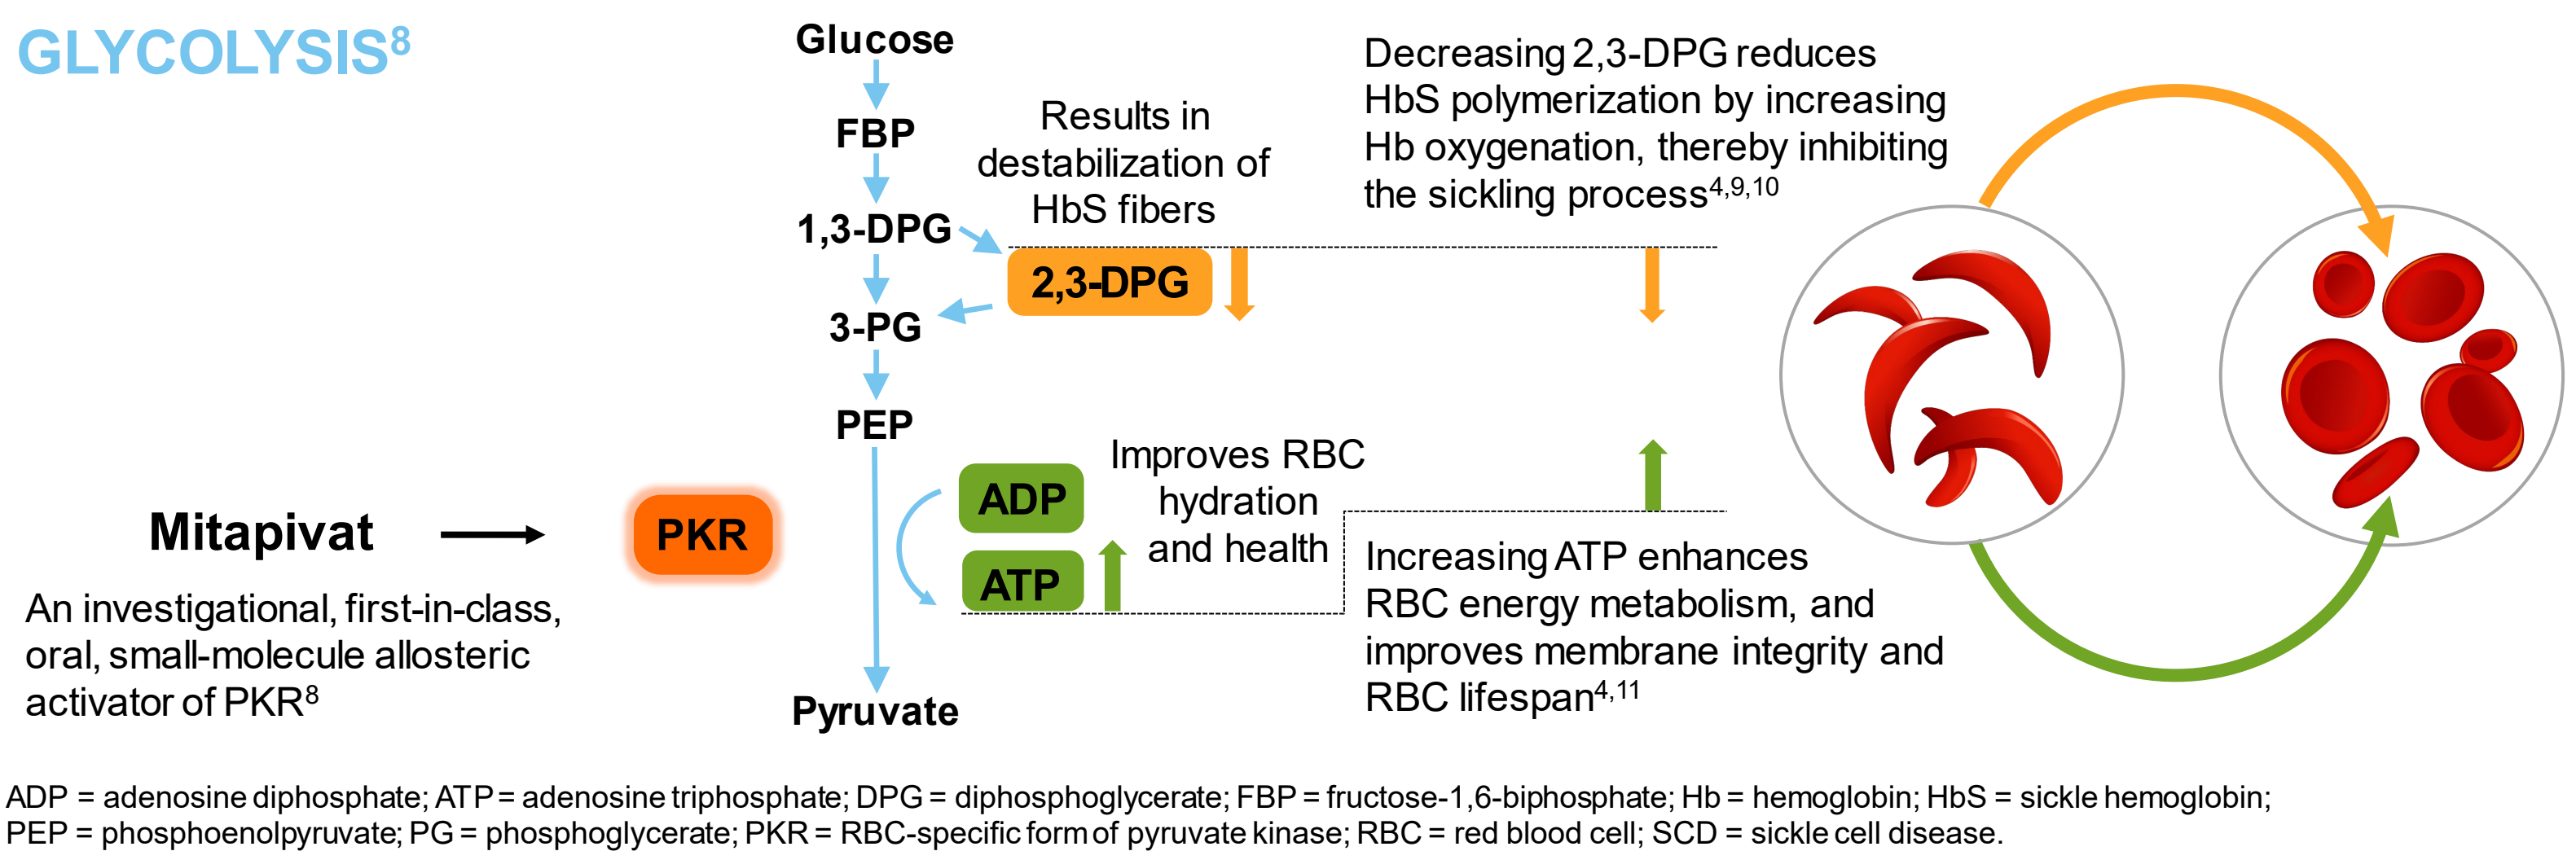 GLYCOLYSIS⁸
Glucose
FBP
1,3-DPG
3-PG
PEP
Pyruvate
Results in
destabilization of
HbS fibers
2,3-DPG
Decreasing 2,3-DPG reduces
HbS polymerization by increasing
Hb oxygenation, thereby inhibiting
the sickling process⁴,⁹,¹⁰
Mitapivat
PKR
An investigational, first-in-class,
oral, small-molecule allosteric
activator of PKR⁸
ADP
ATP
Improves RBC
hydration
and health
Increasing ATP enhances
RBC energy metabolism, and
improves membrane integrity and
RBC lifespan⁴,¹¹
ADP = adenosine diphosphate; ATP = adenosine triphosphate; DPG = diphosphoglycerate; FBP = fructose-1,6-biphosphate; Hb = hemoglobin; HbS = sickle hemoglobin;
PEP = phosphoenolpyruvate; PG = phosphoglycerate; PKR = RBC-specific form of pyruvate kinase; RBC = red blood cell; SCD = sickle cell disease.